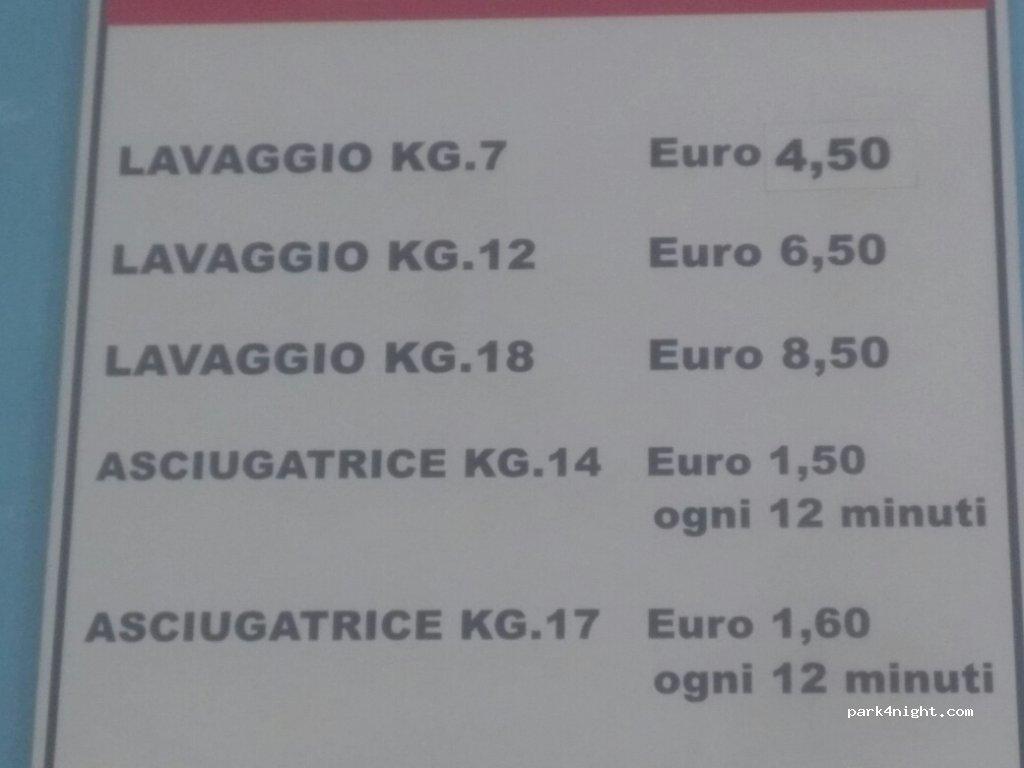 LAVAGGIO KG.7 Euro 4,50
LAVAGGIO KG.12 Euro 6,50
LAVAGGIO KG.18 Euro 8,50
ASCIUGATRICE KG.14 Euro 1,50
ogni 12 minuti
ASCIUGATRICE KG.17 Euro 1,60
ogni 12 minuti
park4night.com